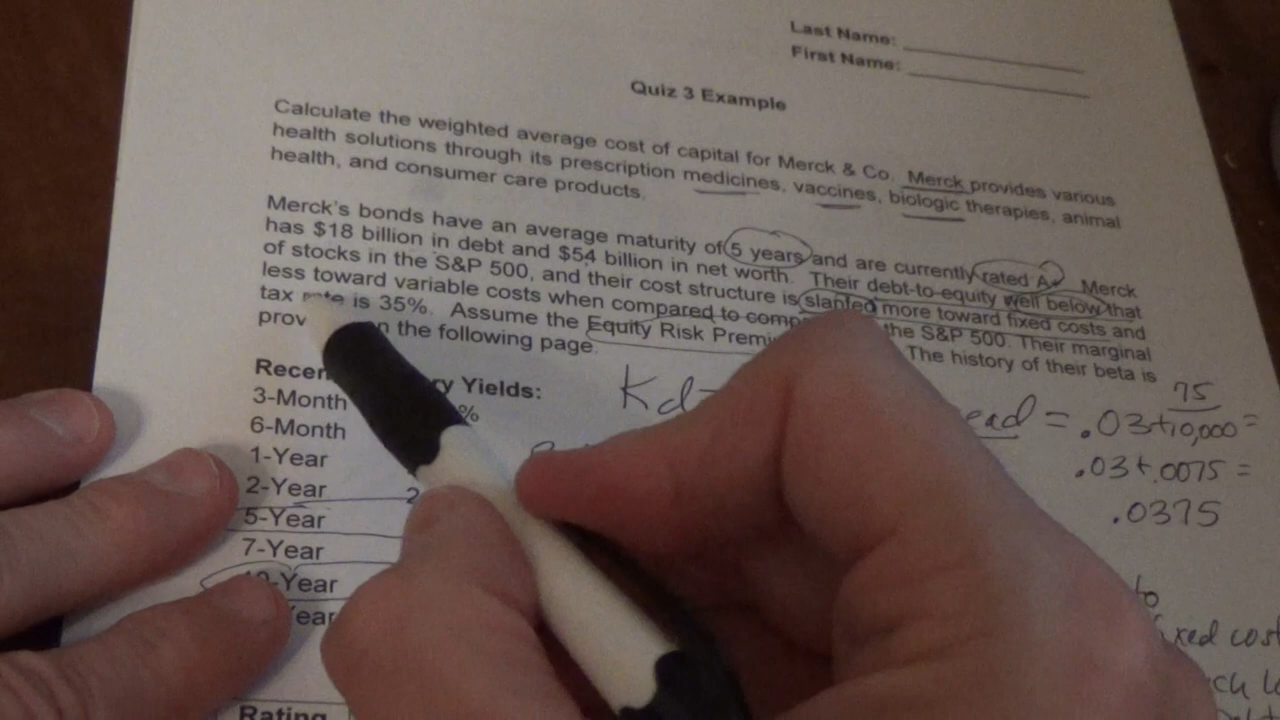 Last Name:
First Name:
Quiz 3 Example
Calculate the weighted average cost of capital for Merck & Co. Merck provides various
health solutions through its prescription medicines, vaccines, biologic therapies, animal
health, and consumer care products.
Merck's bonds have an average maturity of 5 years and are currently rated A. Merck
has $18 billion in debt and $54 billion in net worth. Their debt-to-equity well below that
of stocks in the S&P 500, and their cost structure is slanted more toward fixed costs and
less toward variable costs when compared to the S&P 500. Their marginal
tax rate is 35%. Assume the Equity Risk The history of their beta is
on the following page.
Yields:
3-Month %
6-Month
1-Year
2-Year 2
5-Year
7-Year
10-Year
Year
Rating
Kd =
= .03 + 75/10,000 =
.03 + .0075 =
.0375
to
cost